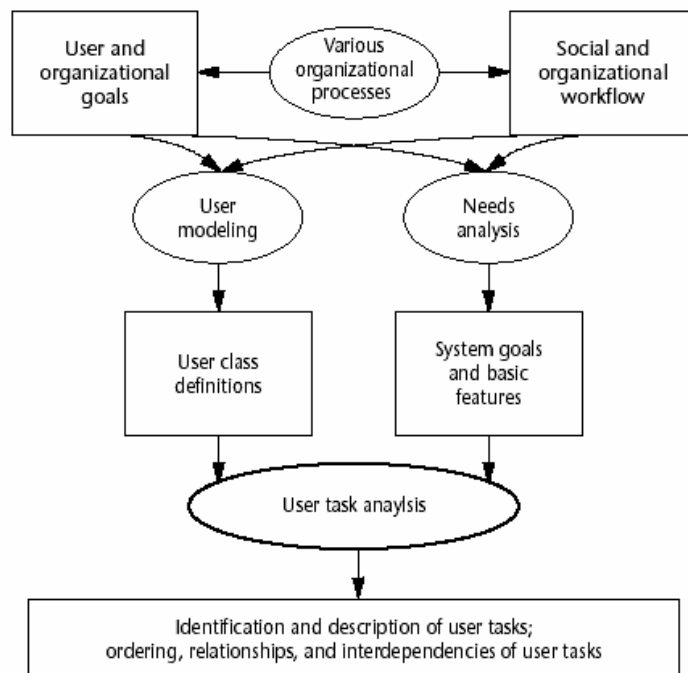 User and
organizational
goals
Various
organizational
processes
Social and
organizational
workflow
User
modeling
Needs
analysis
User class
definitions
System goals
and basic
features
User task anaylsis
Identification and description of user tasks;
ordering, relationships, and interdependencies of user tasks